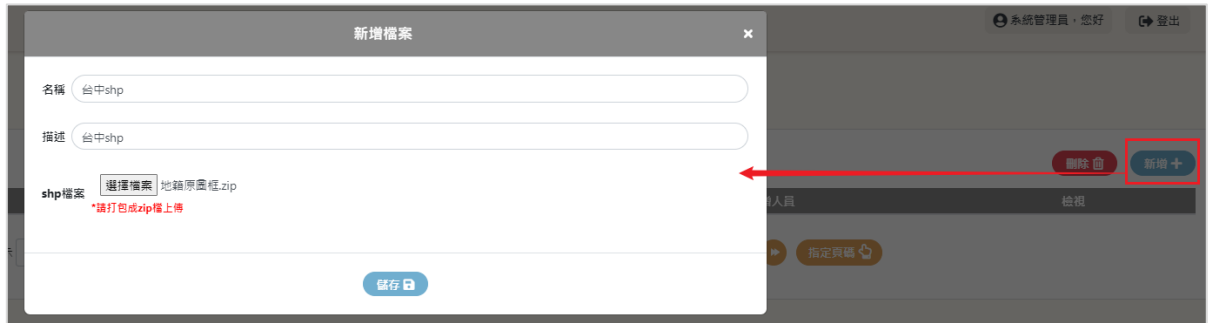 系統管理員，您好
登出
新增檔案
×
名稱 台中shp
描述 台中shp
刪除
新增
shp檔案 選擇檔案 地籍原圖框.zip
*請打包成zip檔上傳
人員
檢視
指定頁碼
儲存